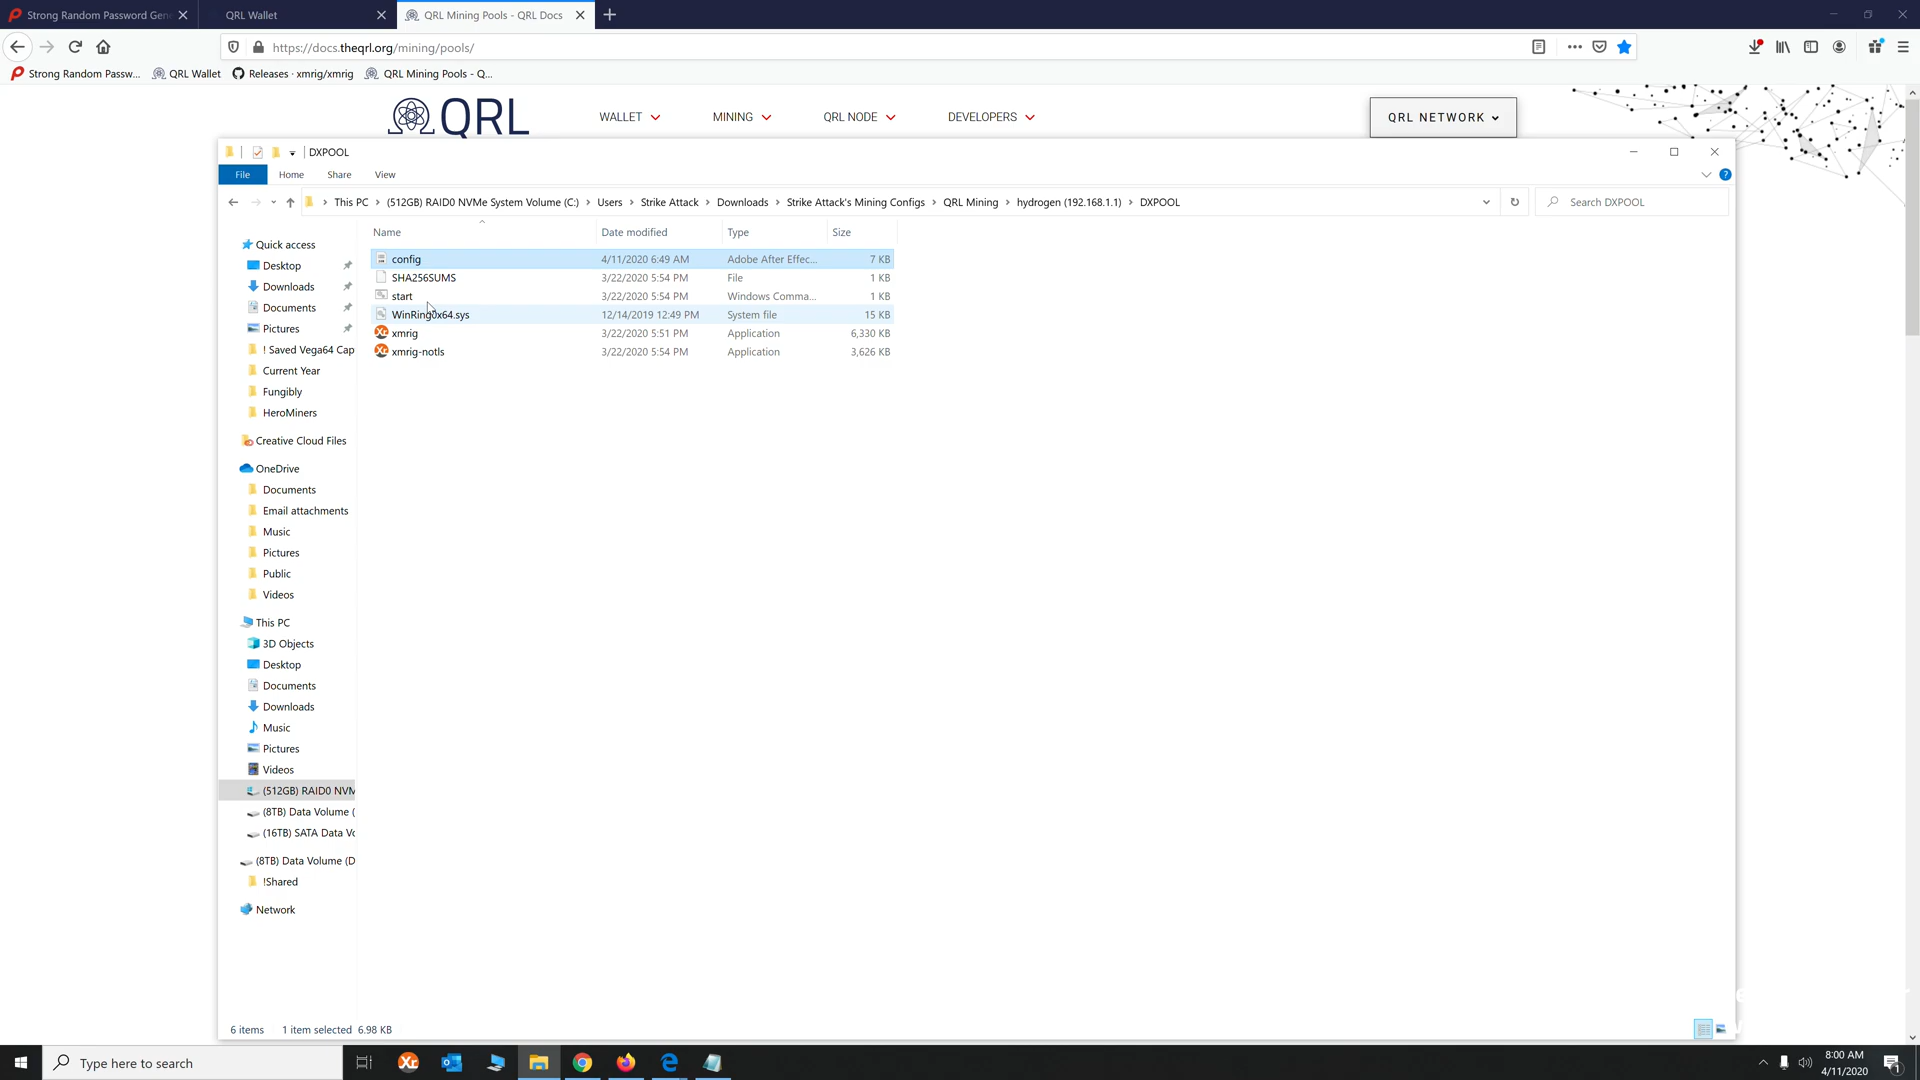 Strong Random Password Gen
QRL Wallet
QRL Mining Pools - QRL Docs
https://docs.theqrl.org/mining/pools/
Strong Random Passw...
QRL Wallet
Releases · xmrig/xmrig
QRL Mining Pools - Q...
QRL
WALLET
MINING
QRL NODE
DEVELOPERS
QRL NETWORK
DXPOOL
File
Home
Share
View
This PC
(512GB) RAID0 NVMe System Volume (C:)
Users
Strike Attack
Downloads
Strike Attack's Mining Configs
QRL Mining
hydrogen (192.168.1.1)
DXPOOL
Search DXPOOL
Name
Date modified
Type
Size
config 4/11/2020 6:49 AM Adobe After Effec... 7 KB
SHA256SUMS 3/22/2020 5:54 PM File 1 KB
start 3/22/2020 5:54 PM Windows Comma... 1 KB
WinRing0x64.sys 12/14/2019 12:49 PM System file 15 KB
xmrig 3/22/2020 5:51 PM Application 6,330 KB
xmrig-notls 3/22/2020 5:54 PM Application 3,626 KB
Quick access
Desktop
Downloads
Documents
Pictures
! Saved Vega64 Cap
Current Year
Fungibly
HeroMiners
Creative Cloud Files
OneDrive
Documents
Email attachments
Music
Pictures
Public
Videos
This PC
3D Objects
Desktop
Documents
Downloads
Music
Pictures
Videos
(512GB) RAID0 NVM
(8TB) Data Volume (
(16TB) SATA Data Vo
(8TB) Data Volume (D
!Shared
Network
6 items
1 item selected 6.98 KB
Type here to search
8:00 AM
4/11/2020
1